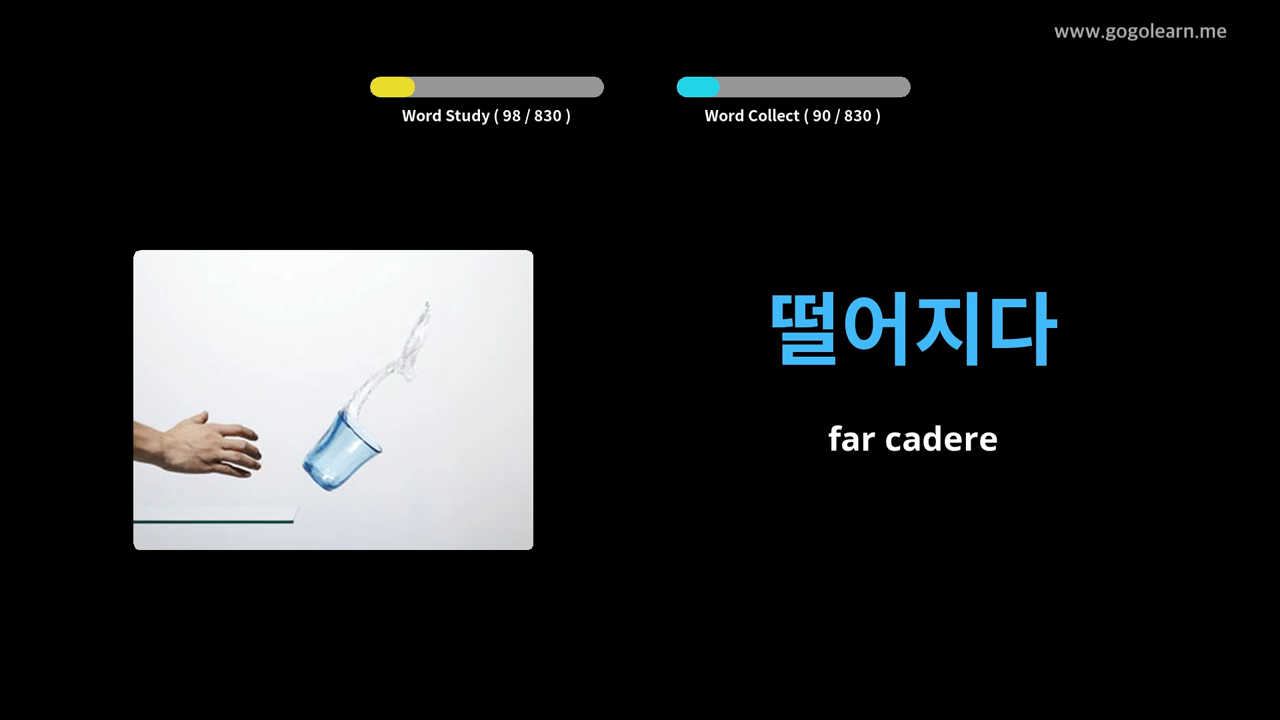 www.gogolearn.me
Word Study ( 98 / 830 )
Word Collect ( 90 / 830 )
떨어지다
far cadere